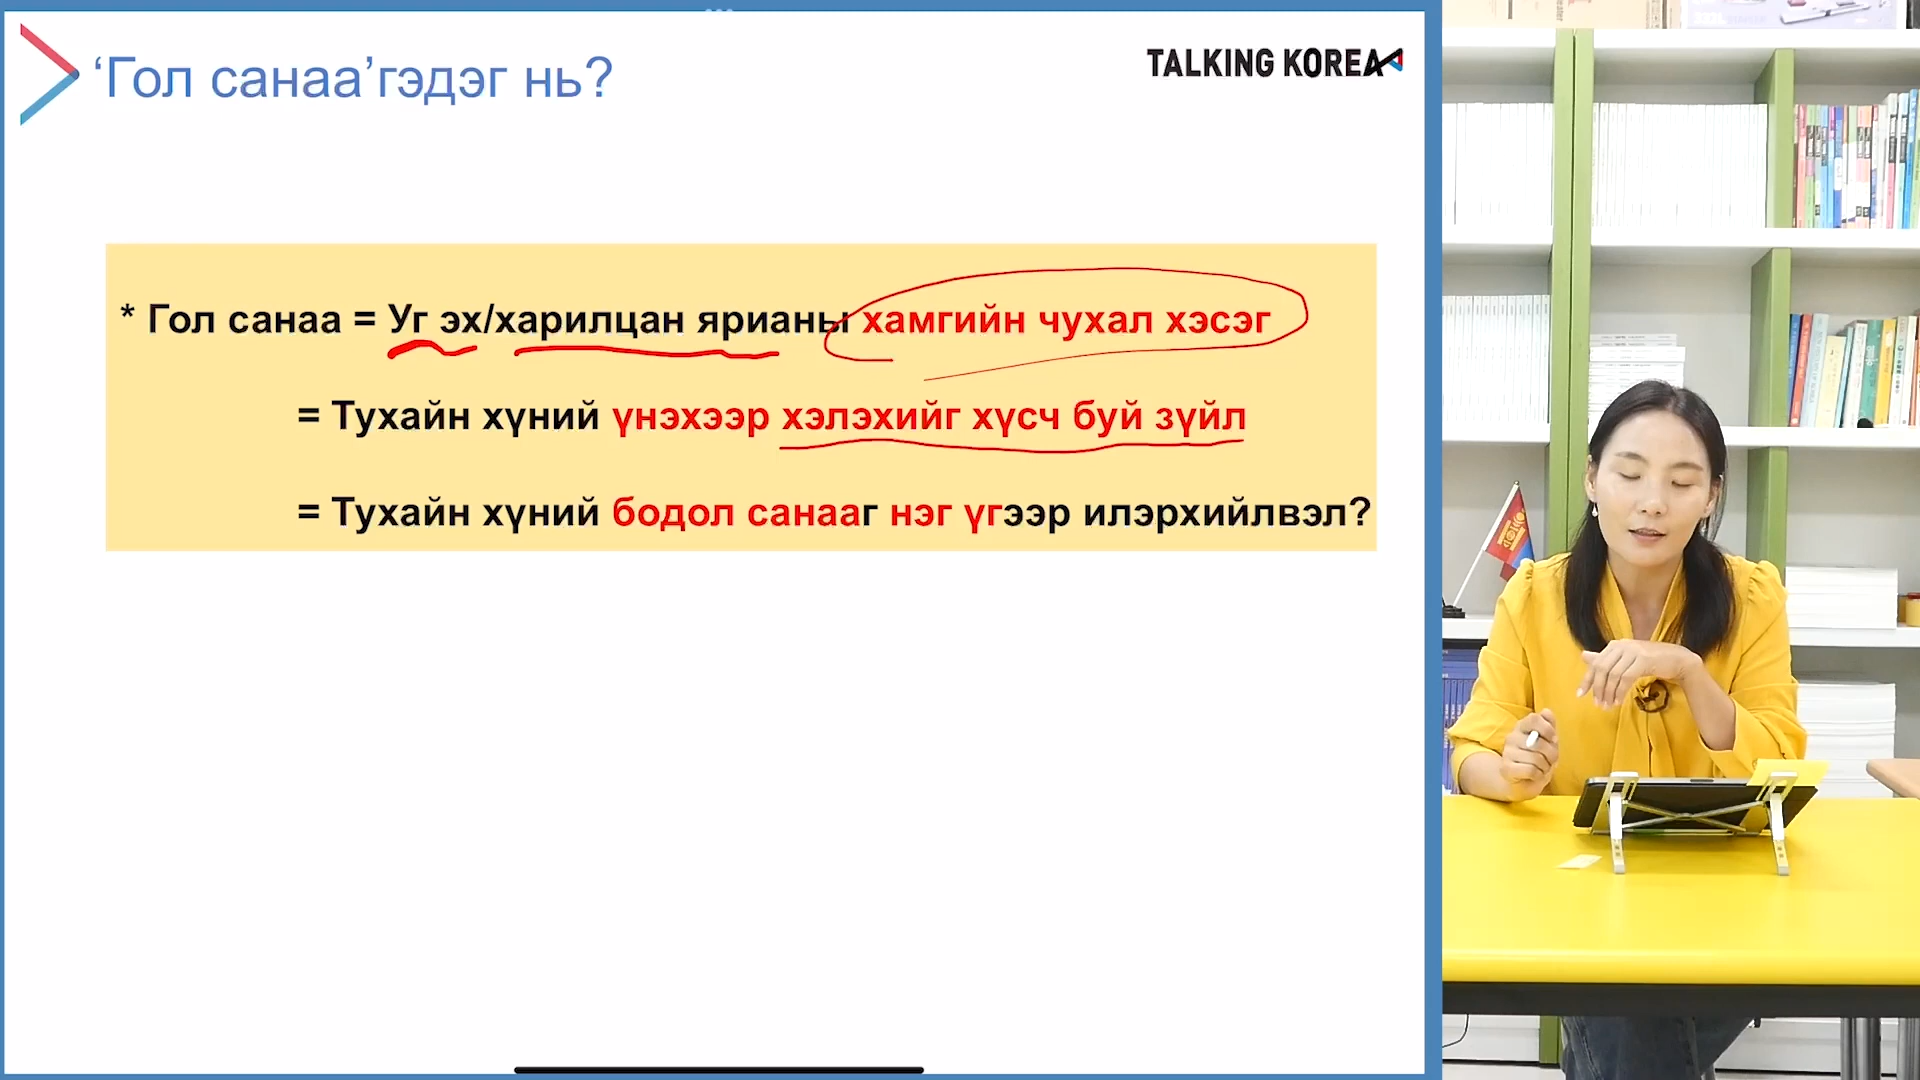 ‘Гол санаа’гэдэг нь?
TALKING KOREA
* Гол санаа = Уг эх/харилцан ярианы хамгийн чухал хэсэг
= Тухайн хүний үнэхээр хэлэхийг хүсч буй зүйл
= Тухайн хүний бодол санааг нэг үгээр илэрхийлвэл?